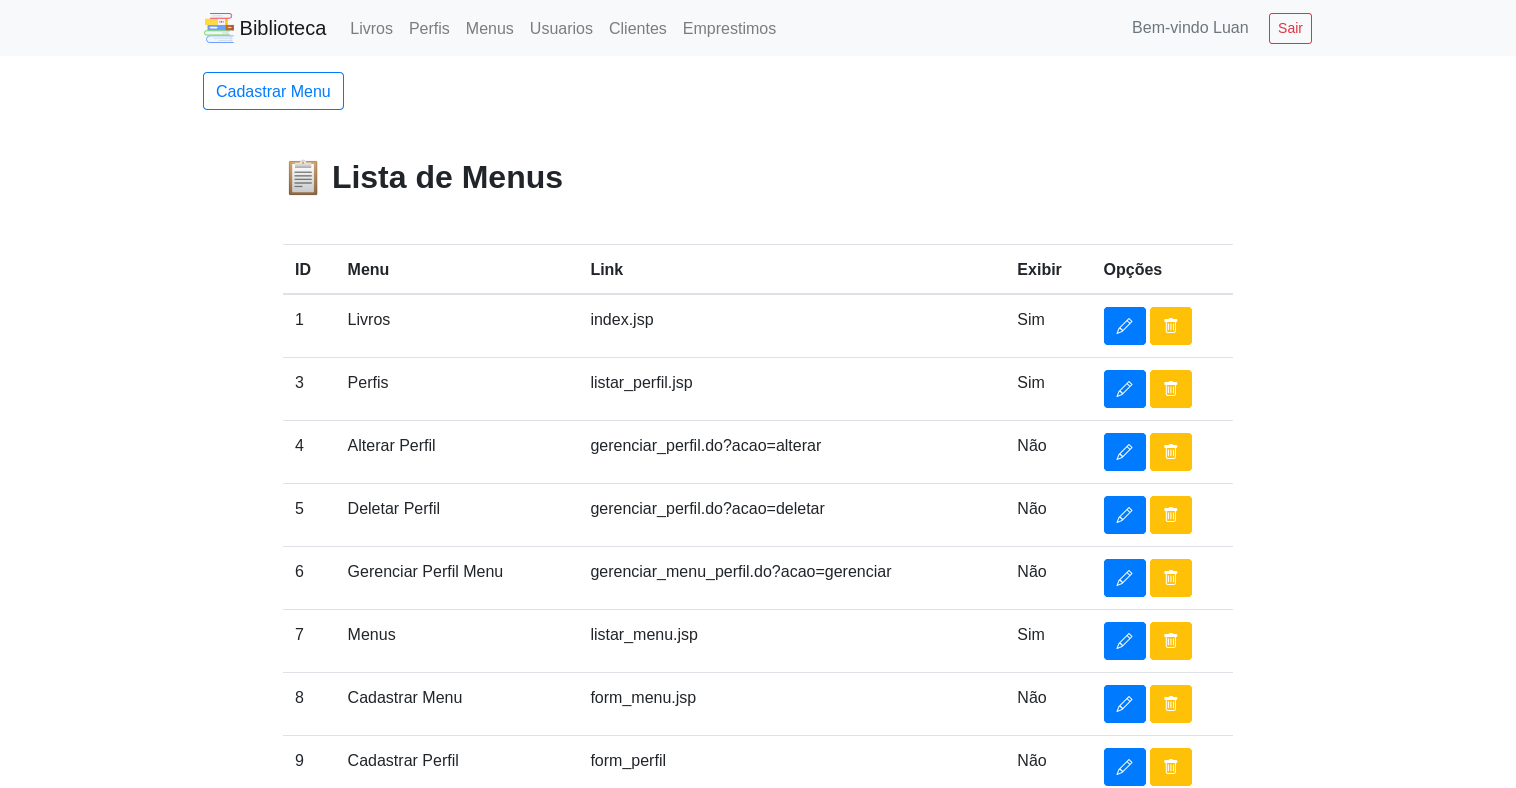 Biblioteca Livros Perfis Menus Usuarios Clientes Emprestimos Bem-vindo Luan Sair
Cadastrar Menu
Lista de Menus
ID Menu Link Exibir Opções
1 Livros index.jsp Sim
3 Perfis listar_perfil.jsp Sim
4 Alterar Perfil gerenciar_perfil.do?acao=alterar Não
5 Deletar Perfil gerenciar_perfil.do?acao=deletar Não
6 Gerenciar Perfil Menu gerenciar_menu_perfil.do?acao=gerenciar Não
7 Menus listar_menu.jsp Sim
8 Cadastrar Menu form_menu.jsp Não
9 Cadastrar Perfil form_perfil Não